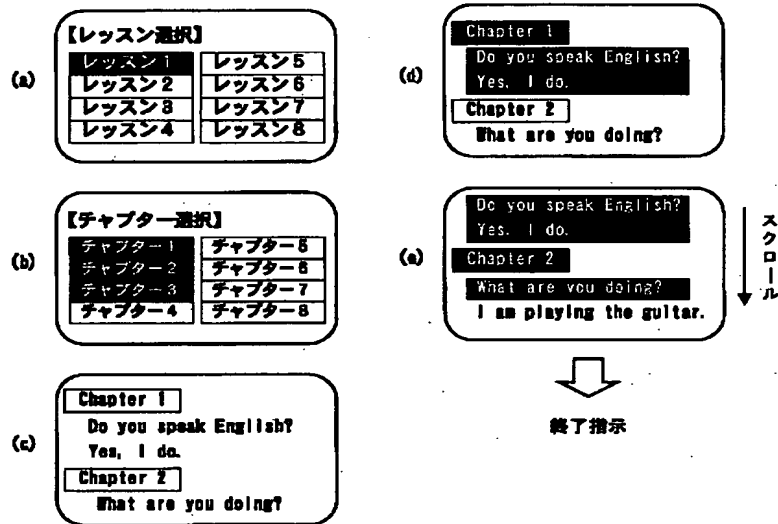 (a)
【レッスン選択】
レッスン1 レッスン5
レッスン2 レッスン6
レッスン3 レッスン7
レッスン4 レッスン8
(b)
【チャプター選択】
チャプター1 チャプター5
チャプター2 チャプター6
チャプター3 チャプター7
チャプター4 チャプター8
(c)
Chapter 1
Do you speak English?
Yes, I do.
Chapter 2
What are you doing?
(d)
Chapter 1
Do you speak English?
Yes, I do.
Chapter 2
What are you doing?
(e)
Do you speak English?
Yes, I do.
Chapter 2
What are you doing?
I am playing the guitar.
スクロール
終了指示